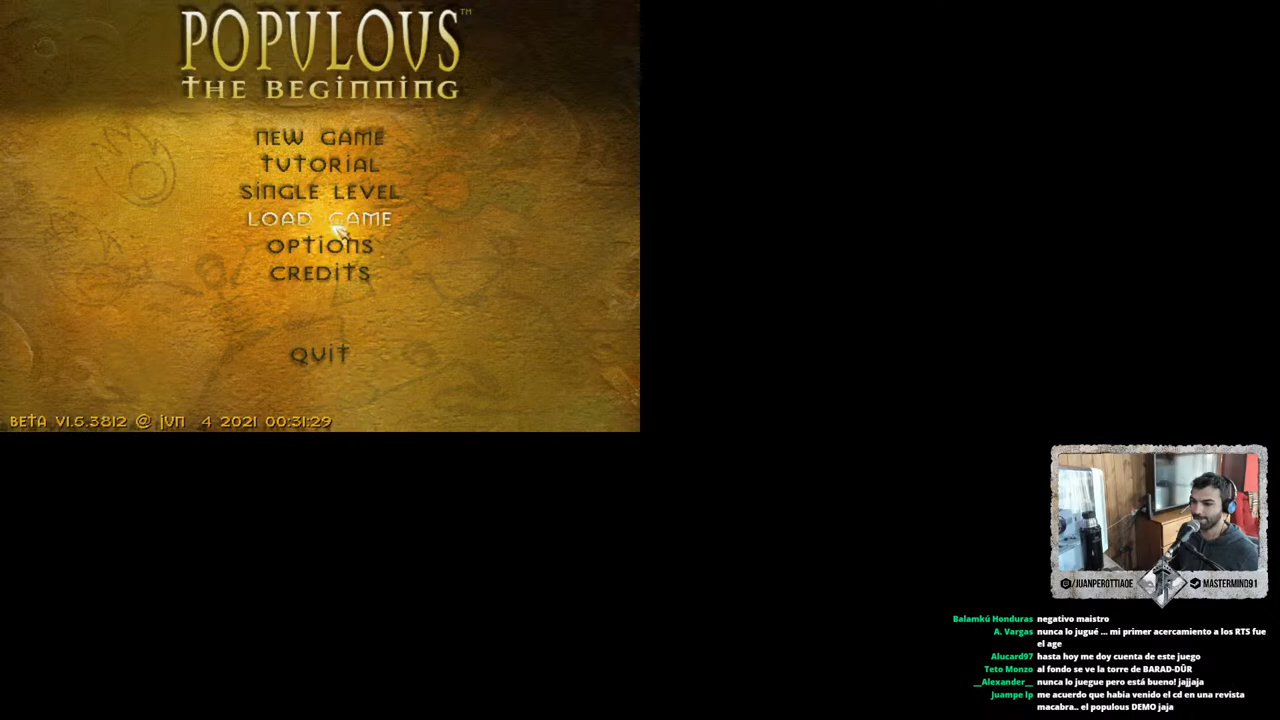 POPULOUS™
THE BEGINNING
NEW GAME
TUTORIAL
SINGLE LEVEL
LOAD GAME
OPTIONS
CREDITS
QUIT
BETA V1.5.3812 @ JUN 4 2021 00:31:29
/JUANPEROTTIAOE
MASTERMIND91
Balamkú Honduras negativo maistro
A. Vargas nunca lo jugué ... mi primer acercamiento a los RTS fue
el age
Alucard97 hasta hoy me doy cuenta de este juego
Teto Monzo al fondo se ve la torre de BARAD-DÛR
__Alexander__ nunca lo juegue pero está bueno! jajjaja
Juampe lp me acuerdo que habia venido el cd en una revista
macabra.. el populous DEMO jaja